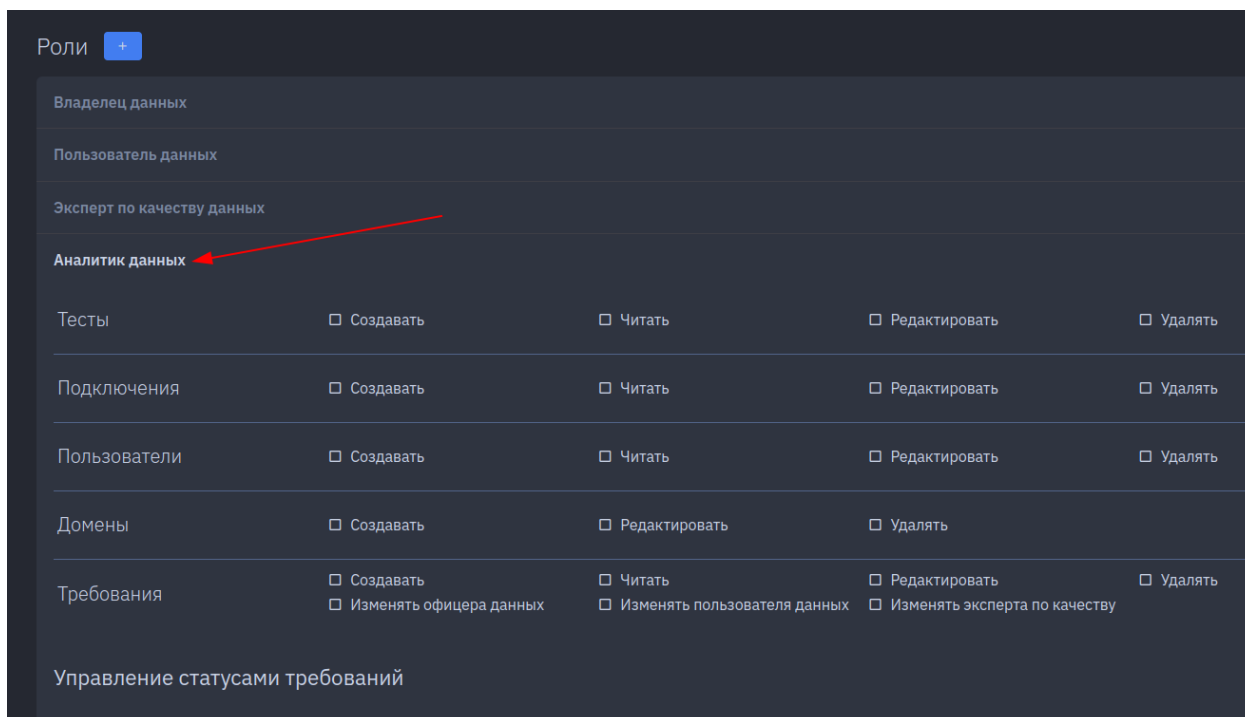 Роли +
Владелец данных
Пользователь данных
Эксперт по качеству данных
Аналитик данных
Тесты Создавать Читать Редактировать Удалять
Подключения Создавать Читать Редактировать Удалять
Пользователи Создавать Читать Редактировать Удалять
Домены Создавать Редактировать Удалять
Требования Создавать Читать Редактировать Удалять
Изменять офицера данных Изменять пользователя данных Изменять эксперта по качеству
Управление статусами требований